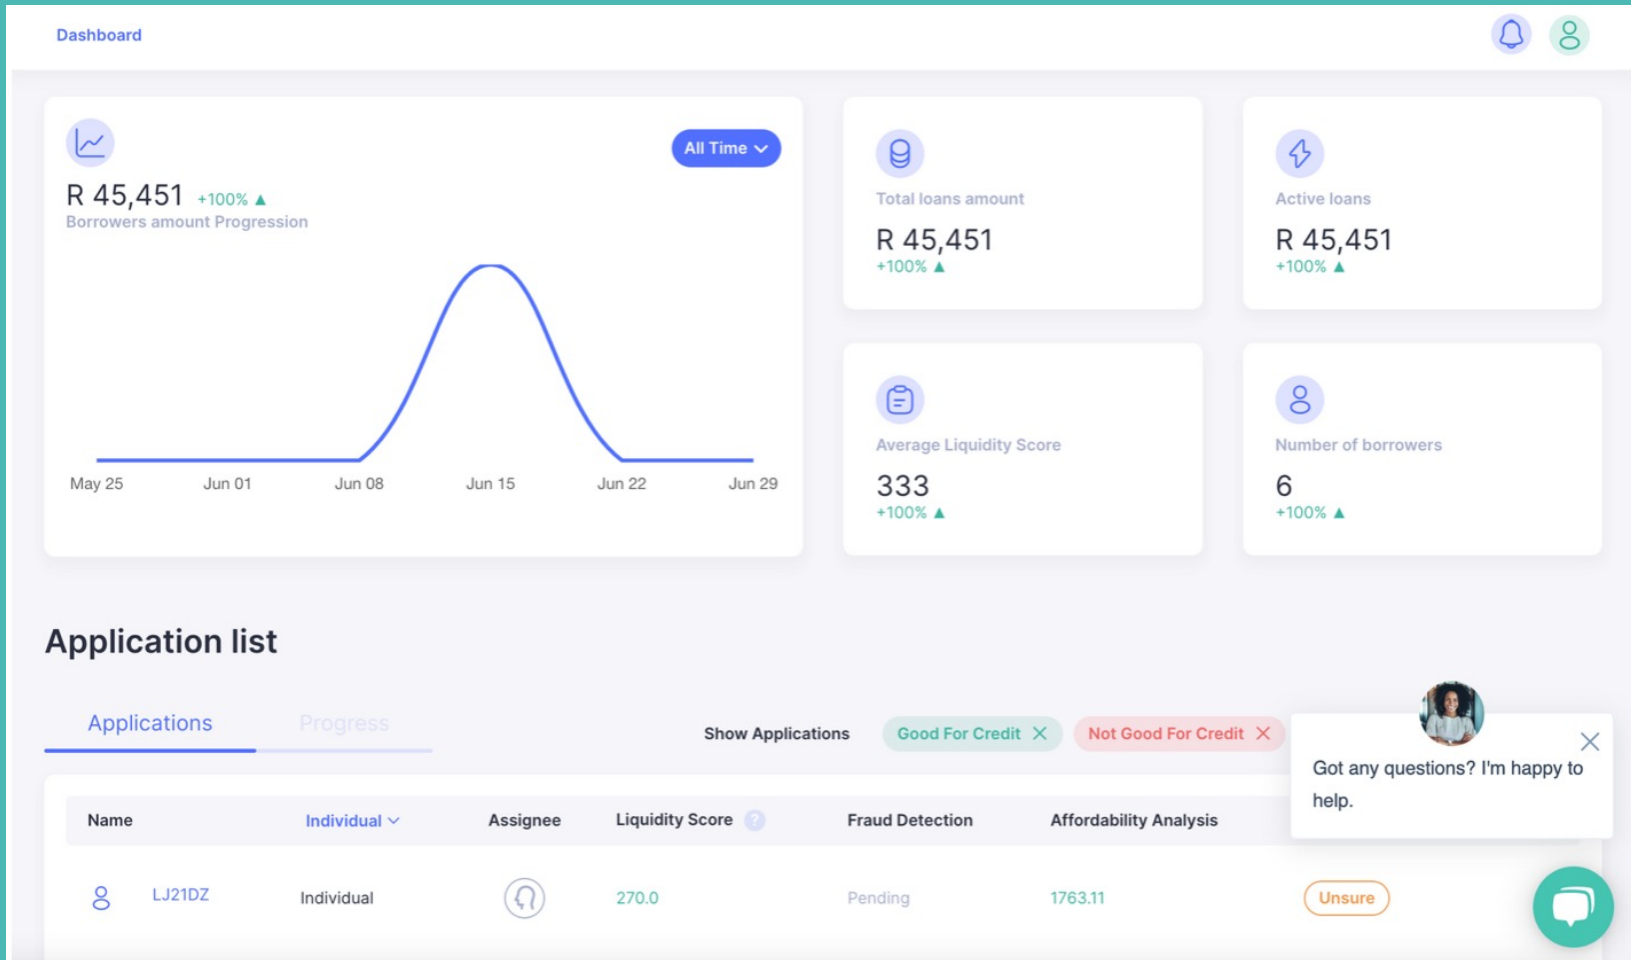 Dashboard
All Time
R 45,451 +100% ▲
Borrowers amount Progression
May 25 Jun 01 Jun 08 Jun 15 Jun 22 Jun 29
Total loans amount
R 45,451
+100% ▲
Active loans
R 45,451
+100% ▲
Average Liquidity Score
333
+100% ▲
Number of borrowers
6
+100% ▲
Application list
Applications Progress
Show Applications Good For Credit Not Good For Credit
Got any questions? I'm happy to
help.
Name Individual Assignee Liquidity Score ? Fraud Detection Affordability Analysis
LJ21DZ Individual 270.0 Pending 1763.11 Unsure